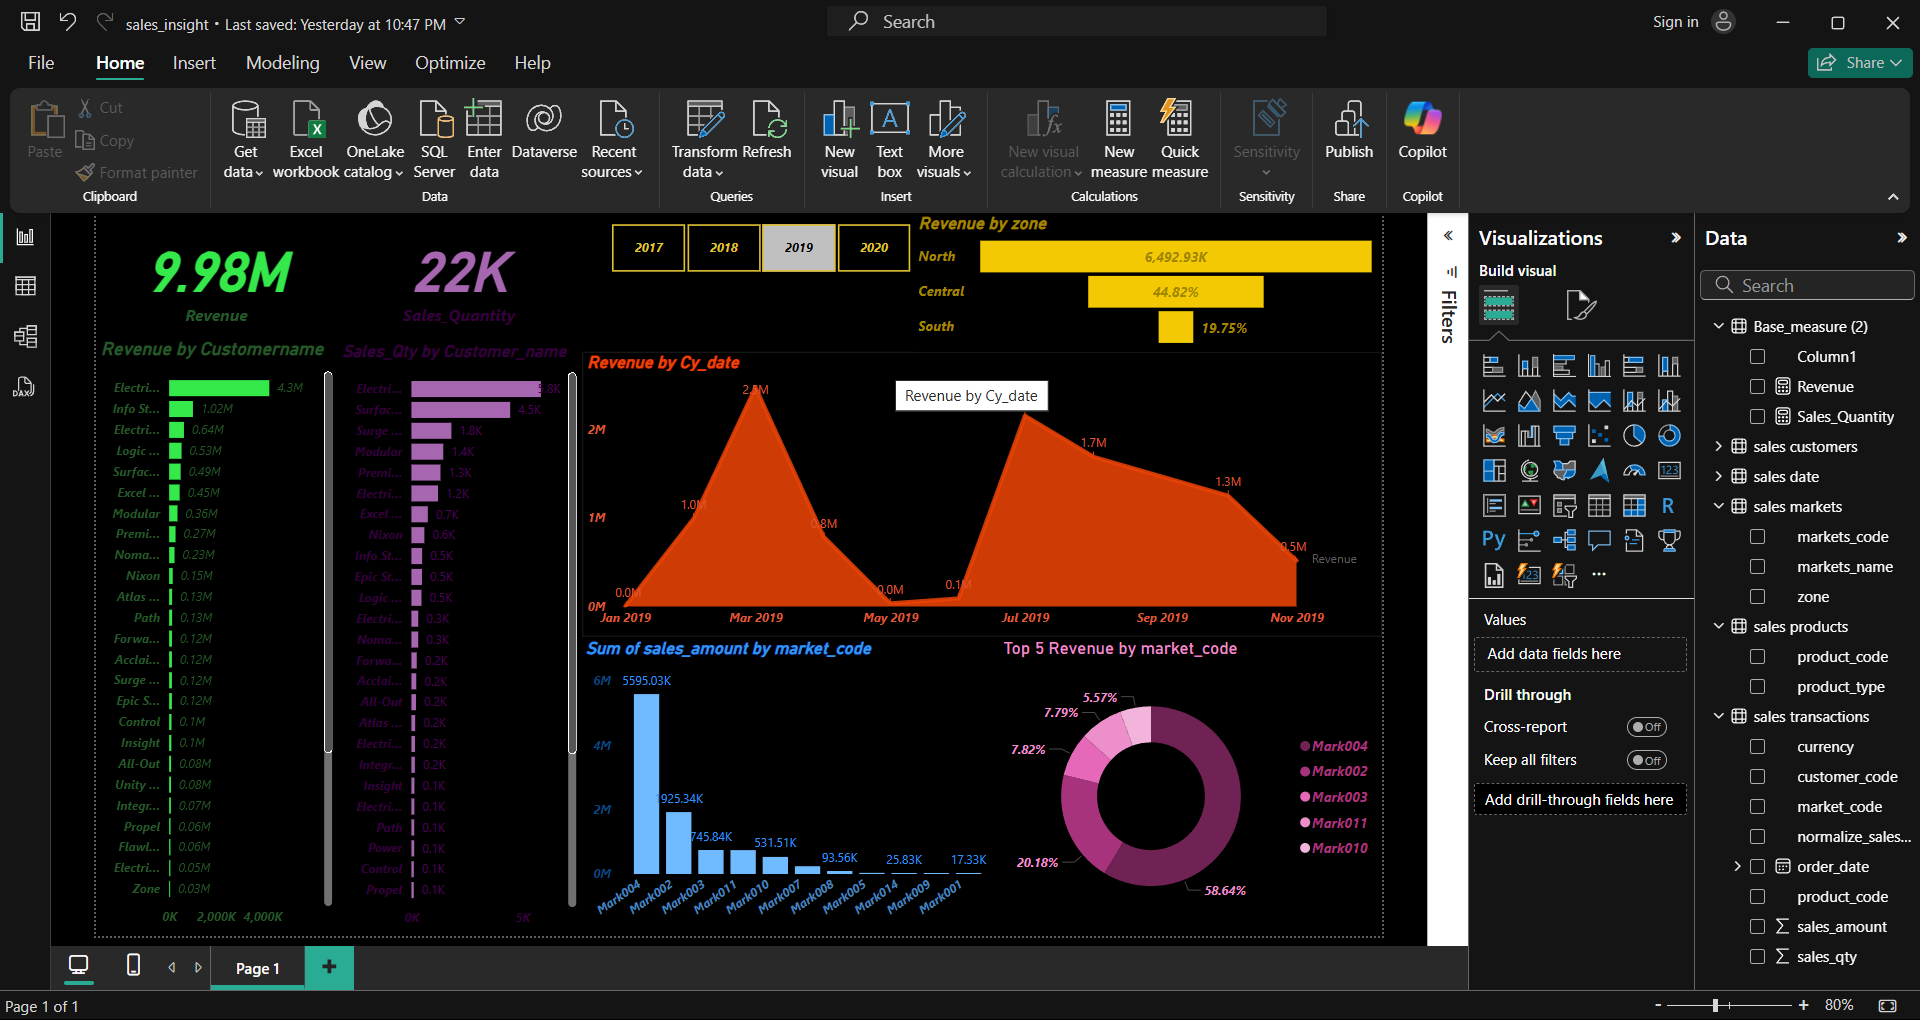 sales_insight • Last saved: Yesterday at 10:47 PM
Search
Sign in
File Home Insert Modeling View Optimize Help
Share
Paste
Cut
Copy
Format painter
Clipboard
Get data
Excel workbook
OneLake catalog
SQL Server
Enter data
Dataverse
Recent sources
Data
Transform data
Refresh
Queries
New visual
Text box
More visuals
Insert
New visual calculation
New measure
Quick measure
Calculations
Sensitivity
Sensitivity
Publish
Share
Copilot
Copilot
9.98M
Revenue
22K
Sales_Quantity
2017 2018 2019 2020
Revenue by zone
North 6,492.93K
Central 44.82%
South 19.75%
Revenue by Customername
Electri... 4.3M
Info St... 1.02M
Electri... 0.64M
Logic ... 0.53M
Surfac... 0.49M
Excel ... 0.45M
Modular 0.36M
Premi... 0.27M
Noma... 0.23M
Nixon 0.15M
Atlas ... 0.13M
Path 0.13M
Forwa... 0.12M
Acclai... 0.12M
Surge ... 0.12M
Epic S... 0.12M
Control 0.1M
Insight 0.1M
All-Out 0.08M
Unity ... 0.08M
Integr... 0.07M
Propel 0.06M
Flawl... 0.06M
Electri... 0.05M
Zone 0.03M
0K 2,000K 4,000K
Sales_Qty by Customer_name
Electri... 5.8K
Surfac... 4.5K
Surge ... 1.8K
Modular 1.4K
Premi... 1.3K
Electri... 1.2K
Excel ... 0.7K
Nixon 0.6K
Info St... 0.5K
Epic St... 0.5K
Logic ... 0.5K
Electri... 0.3K
Noma... 0.3K
Forwa... 0.2K
Acclai... 0.2K
All-Out 0.2K
Atlas ... 0.2K
Electri... 0.2K
Integr... 0.2K
Insight 0.1K
Electri... 0.1K
Path 0.1K
Power 0.1K
Control 0.1K
Propel 0.1K
0K 5K
Revenue by Cy_date
Revenue by Cy_date
2M
1M
0M
0.0M
1.0M
0.8M
0.0M
0.1M
1.7M
1.3M
0.5M
Revenue
Jan 2019 Mar 2019 May 2019 Jul 2019 Sep 2019 Nov 2019
Sum of sales_amount by market_code
6M
4M
2M
0M
5595.03K
925.34K
745.84K
531.51K
93.56K
25.83K
17.33K
Mark004 Mark002 Mark003 Mark011 Mark010 Mark007 Mark008 Mark005 Mark014 Mark009 Mark001
Top 5 Revenue by market_code
5.57%
7.79%
7.82%
20.18%
58.64%
Mark004
Mark002
Mark003
Mark011
Mark010
Filters
Visualizations
Build visual
123
R
Py
123
Values
Add data fields here
Drill through
Cross-report Off
Keep all filters Off
Add drill-through fields here
Data
Search
Base_measure (2)
Column1
Revenue
Sales_Quantity
sales customers
sales date
sales markets
markets_code
markets_name
zone
sales products
product_code
product_type
sales transactions
currency
customer_code
market_code
normalize_sales...
order_date
product_code
sales_amount
sales_qty
Page 1
Page 1 of 1
80%